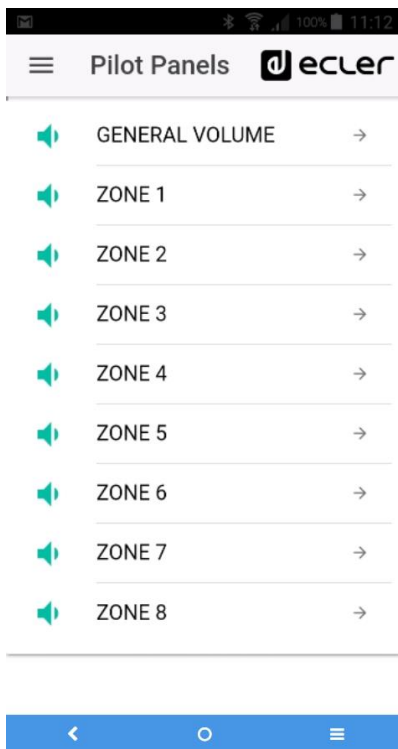 100% 11:12
Pilot Panels ecler
GENERAL VOLUME
ZONE 1
ZONE 2
ZONE 3
ZONE 4
ZONE 5
ZONE 6
ZONE 7
ZONE 8